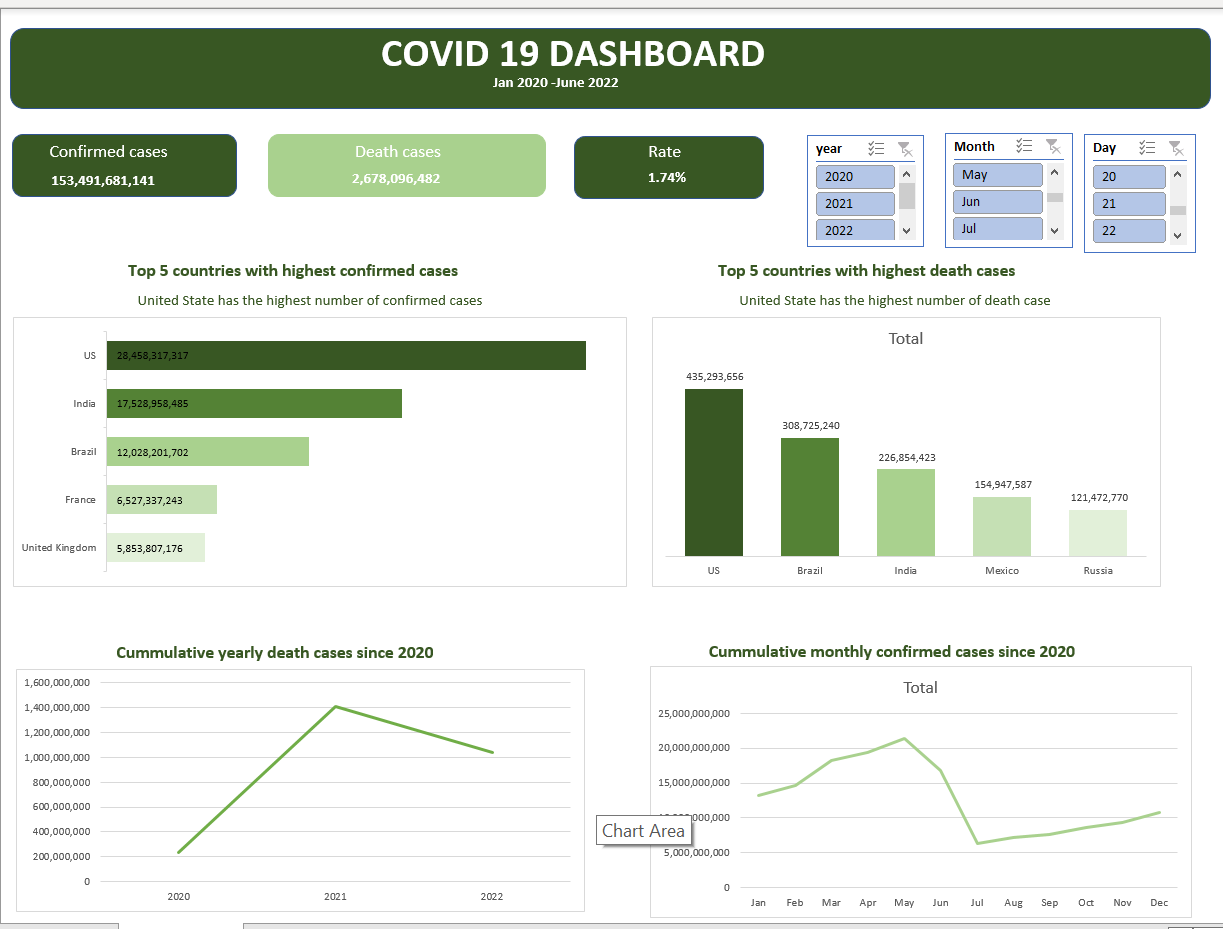 COVID 19 DASHBOARD
Jan 2020 -June 2022
Confirmed cases
153,491,681,141
Death cases
2,678,096,482
Rate
1.74%
year
2020
2021
2022
Month
May
Jun
Jul
Day
20
21
22
Top 5 countries with highest confirmed cases
United State has the highest number of confirmed cases
US
28,458,317,317
India
17,528,958,485
Brazil
12,028,201,702
France
6,527,337,243
United Kingdom
5,853,807,176
Top 5 countries with highest death cases
United State has the highest number of death case
Total
435,293,656
308,725,240
226,854,423
154,947,587
121,472,770
US Brazil India Mexico Russia
Cummulative yearly death cases since 2020
1,600,000,000
1,400,000,000
1,200,000,000
1,000,000,000
800,000,000
600,000,000
400,000,000
200,000,000
0
2020 2021 2022
Chart Area
Cummulative monthly confirmed cases since 2020
Total
25,000,000,000
20,000,000,000
15,000,000,000
5,000,000,000
0
Jan Feb Mar Apr May Jun Jul Aug Sep Oct Nov Dec